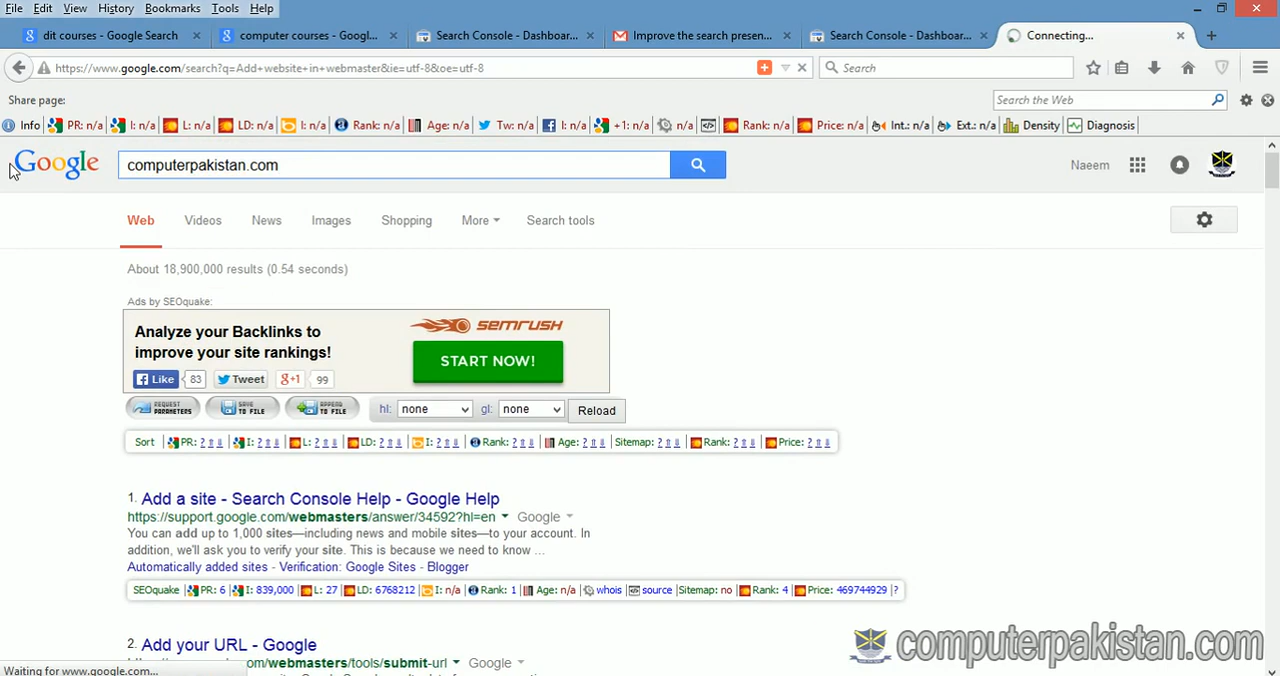 File Edit View History Bookmarks Tools Help
dit courses - Google Search
computer courses - Googl...
Search Console - Dashboar...
Improve the search presen...
Search Console - Dashboar...
Connecting...
https://www.google.com/search?q=Add+website+in+webmaster&ie=utf-8&oe=utf-8
Search
Share page:
Search the Web
Info PR: n/a I: n/a L: n/a LD: n/a I: n/a Rank: n/a Age: n/a Tw: n/a I: n/a +1: n/a n/a Rank: n/a Price: n/a Int.: n/a Ext.: n/a Density Diagnosis
Google
computerpakistan.com
Naeem
Web Videos News Images Shopping More Search tools
About 18,900,000 results (0.54 seconds)
Ads by SEOquake:
Analyze your Backlinks to
improve your site rankings!
SEMRUSH
START NOW!
Like 83 Tweet g+1 99
REQUEST PARAMETERS SAVE TO FILE APPEND TO FILE hl: none gl: none Reload
Sort PR: ? I: ? L: ? LD: ? I: ? Rank: ? Age: ? Sitemap: ? Rank: ? Price: ?
1. Add a site - Search Console Help - Google Help
https://support.google.com/webmasters/answer/34592?hl=en Google
You can add up to 1,000 sites—including news and mobile sites—to your account. In
addition, we'll ask you to verify your site. This is because we need to know ...
Automatically added sites - Verification: Google Sites - Blogger
SEOquake PR: 6 I: 839,000 L: 27 LD: 6768212 I: n/a Rank: 1 Age: n/a whois source Sitemap: no Rank: 4 Price: 469744929 ?
2. Add your URL - Google
.com/webmasters/tools/submit-url Google
Waiting for www.google.com...
computerpakistan.com